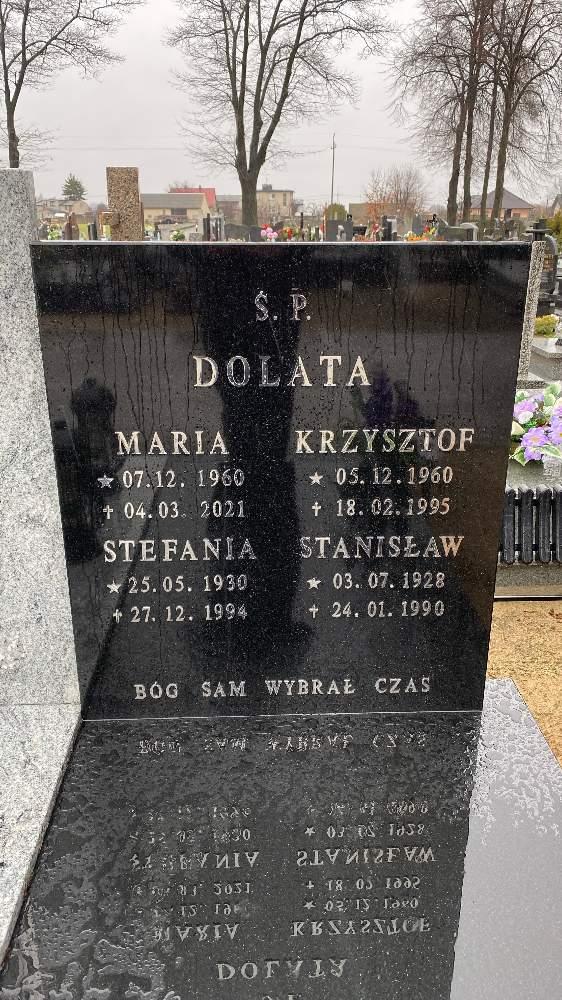 Ś. P.
DOLATA
MARIA KRZYSZTOF
★ 07. 12. 1960 ★ 05. 12. 1960
✝ 04. 03. 2021 ✝ 18. 02. 1995
STEFANIA STANISŁAW
★ 25. 05. 1930 ★ 03. 07. 1928
✝ 27. 12. 1994 ✝ 24. 01. 1990
BÓG SAM WYBRAŁ CZAS